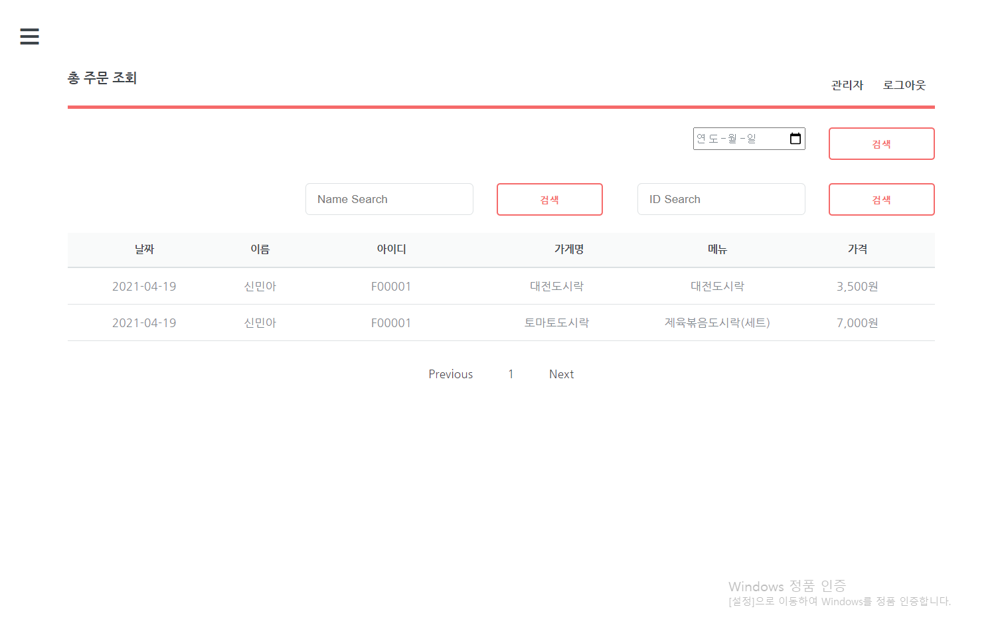 총 주문 조회
관리자 로그아웃
연도-월-일 검색
Name Search 검색 ID Search 검색
날짜 이름 아이디 가게명 메뉴 가격
2021-04-19 신민아 F00001 대전도시락 대전도시락 3,500원
2021-04-19 신민아 F00001 토마토도시락 제육볶음도시락(세트) 7,000원
Previous 1 Next
Windows 정품 인증
[설정]으로 이동하여 Windows를 정품 인증합니다.